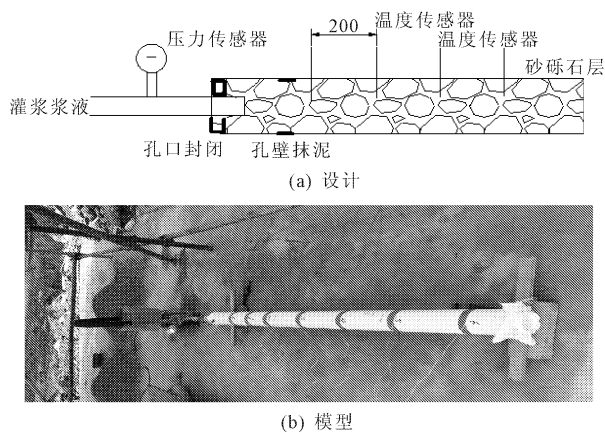 压力传感器
200
温度传感器
温度传感器
砂砾石层
灌浆浆液
孔口封闭
孔壁抹泥
(a) 设计
(b) 模型